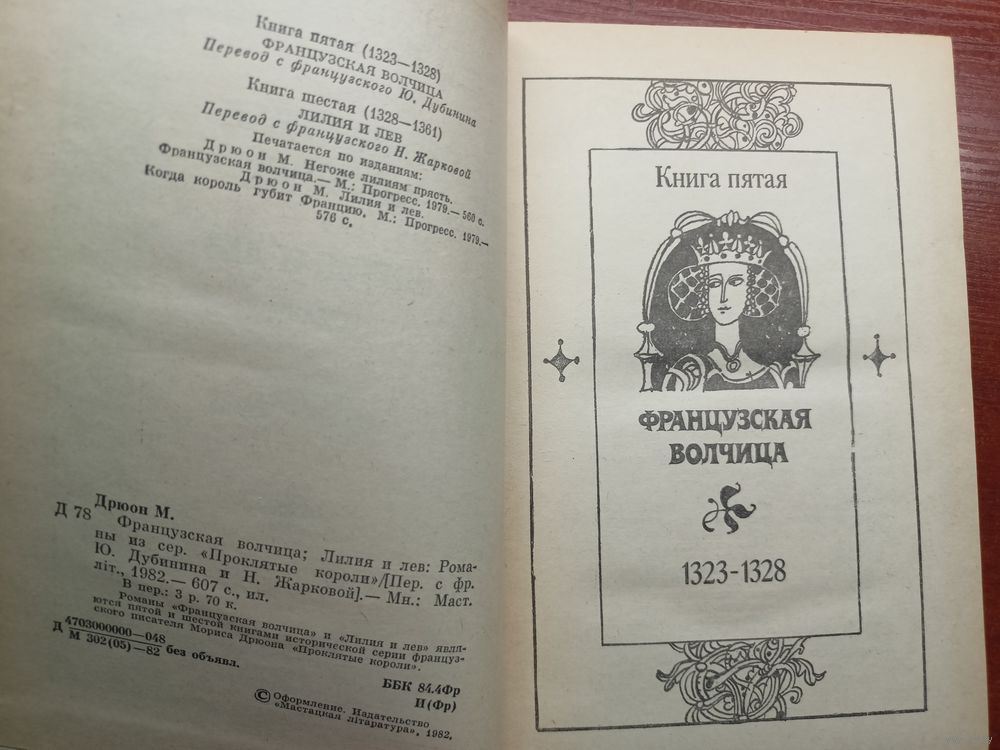 Книга пятая (1323—1328)
ФРАНЦУЗСКАЯ ВОЛЧИЦА
Перевод с французского Ю. Дубинина
Книга шестая (1328—1361)
ЛИЛИЯ И ЛЕВ
Перевод с французского Н. Жарковой
Печатается по изданиям:
Дрюон М. Негоже лилиям прясть.
Французская волчица.— М.: Прогресс. 1979.— 560 с.
Дрюон М. Лилия и лев.
Когда король губит Францию. М.: Прогресс. 1979.—
576 с.
Дрюон М.
Д 78
Французская волчица; Лилия и лев: Рома-
ны из сер. «Проклятые короли»/[Пер. с фр.
Ю. Дубинина и Н. Жарковой].— Мн.: Маст.
літ., 1982.— 607 с., ил.
В пер.: 3 р. 70 к.
Романы «Французская волчица» и «Лилия и лев» явля-
ются пятой и шестой книгами исторической серии француз-
ского писателя Мориса Дрюона «Проклятые короли».
Д 4703000000—048
М 302(05)—82 без объявл.
ББК 84.4Фр
И(Фр)
© Оформление. Издательство
«Мастацкая літаратура», 1982.
Книга пятая
ФРАНЦУЗСКАЯ
ВОЛЧИЦА
1323-1328